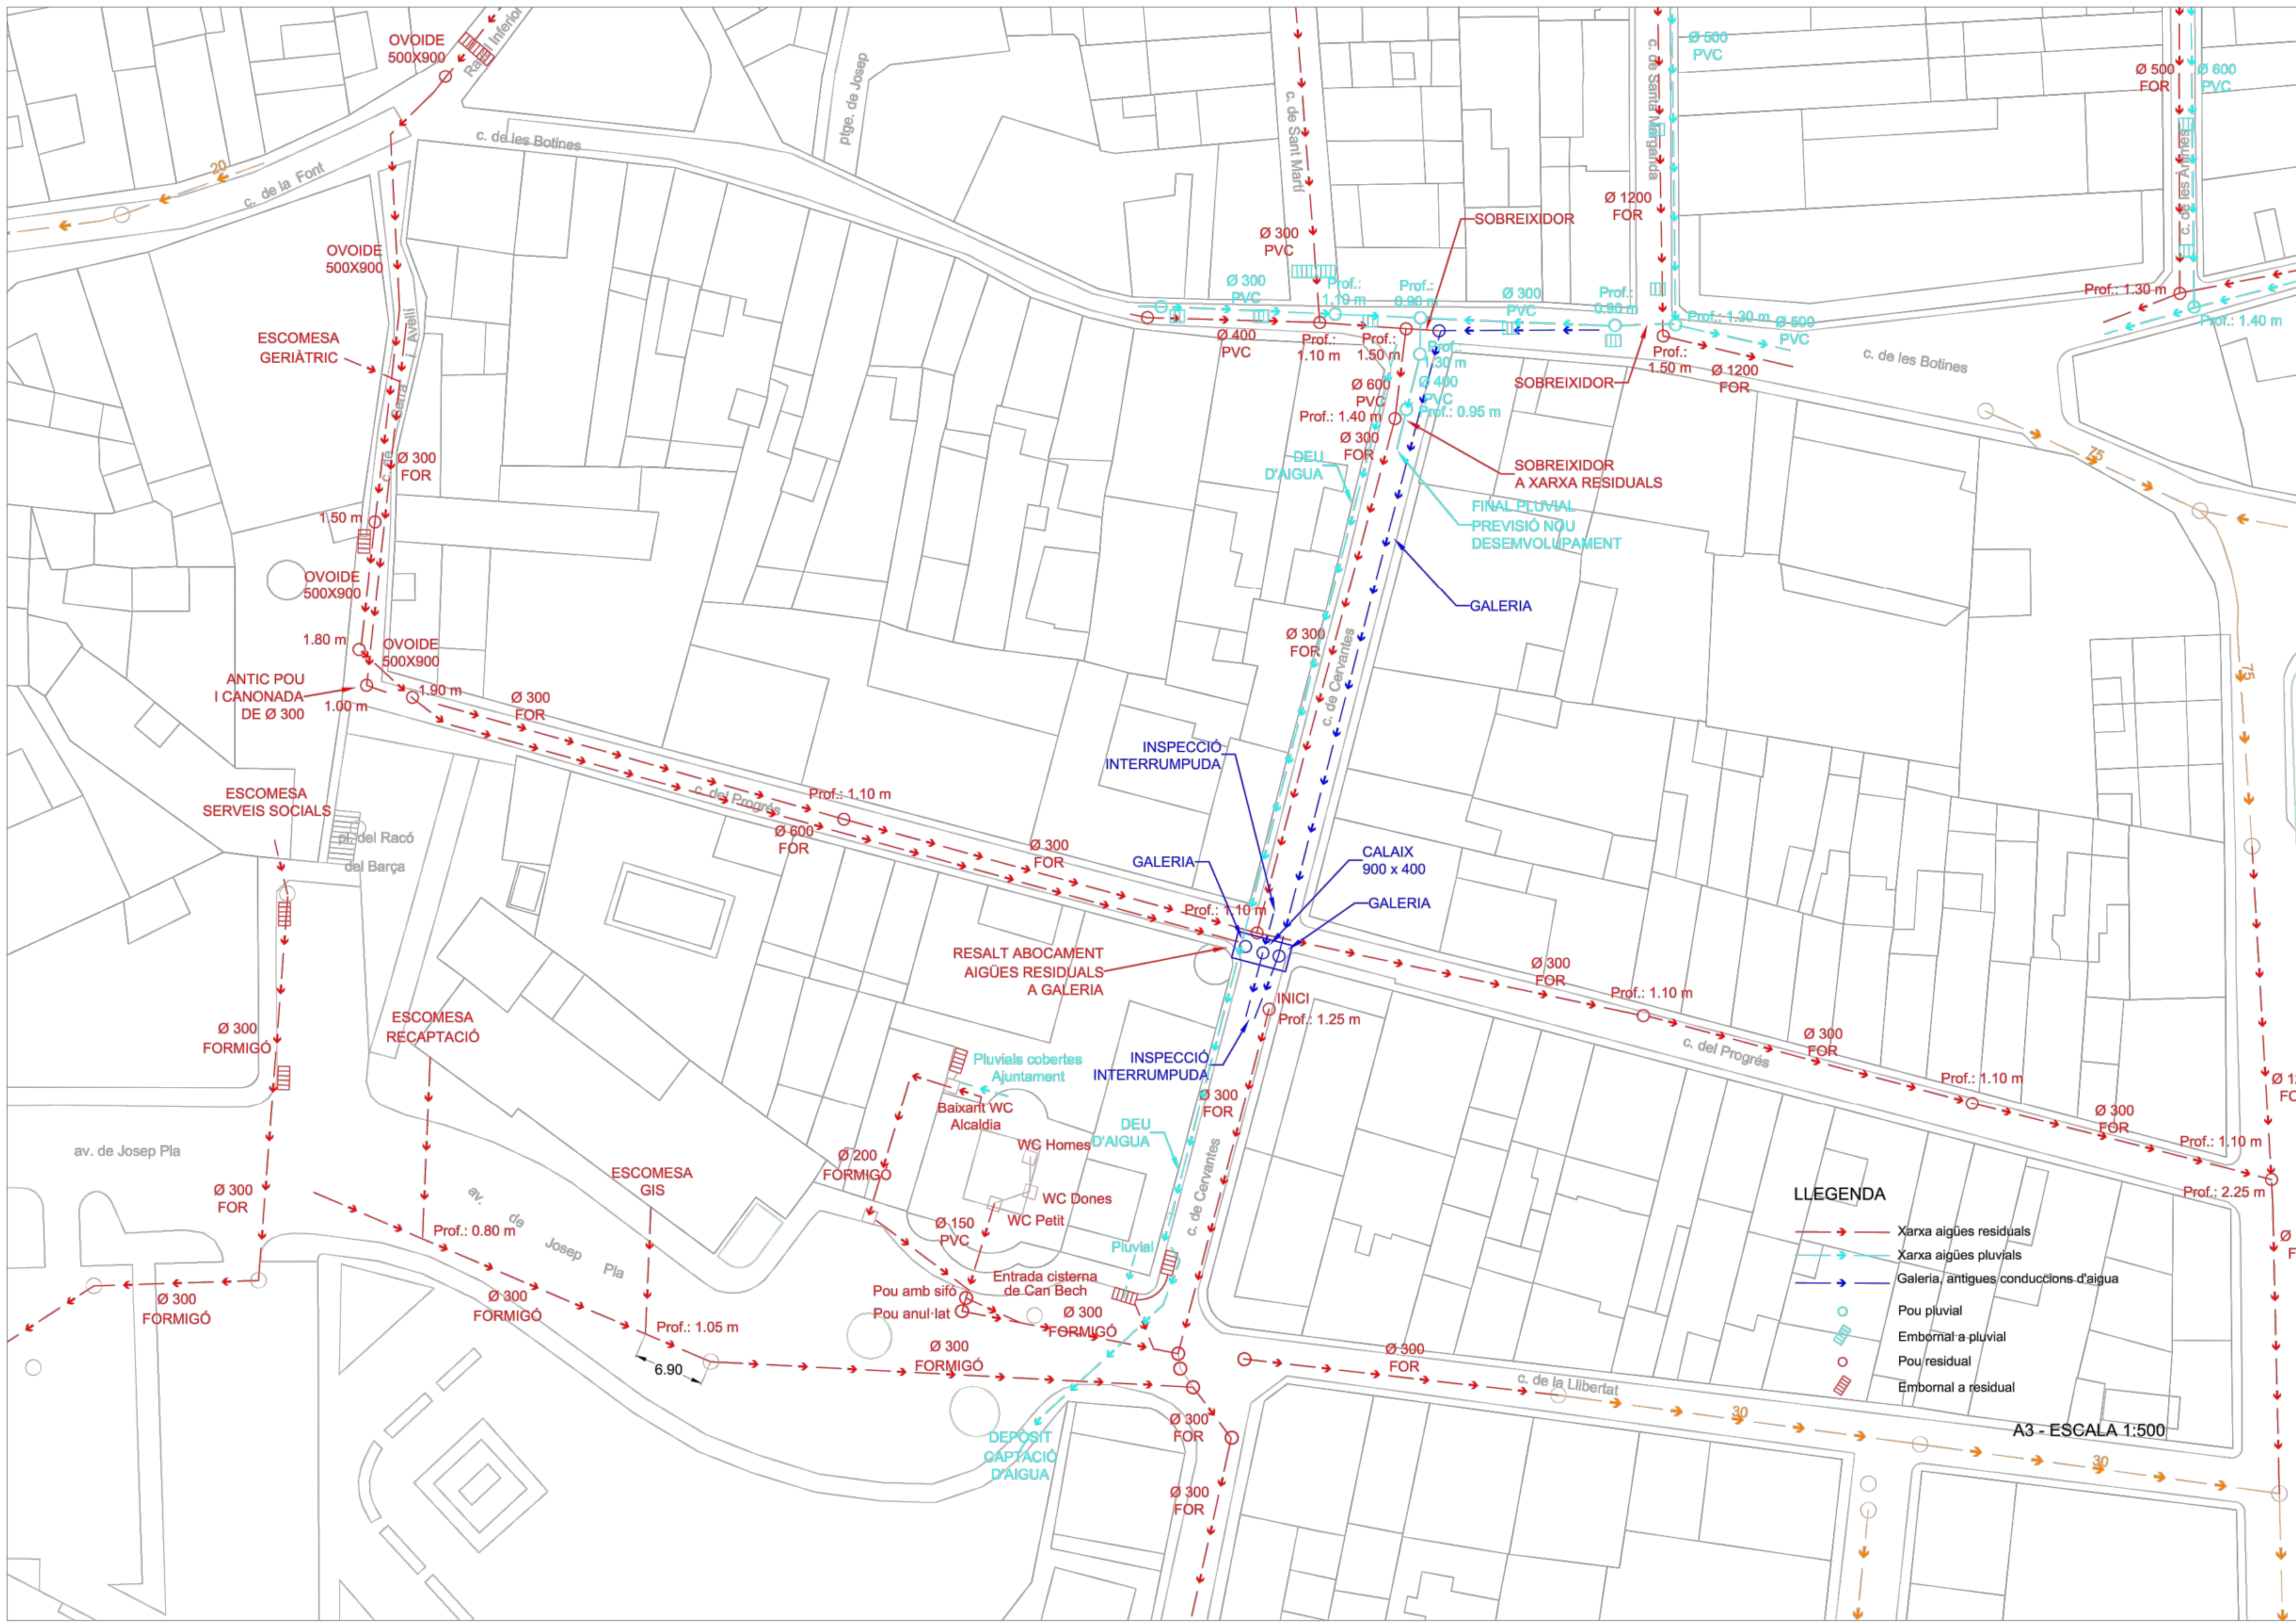 OVOIDE
500X900
Raval Inferior
c. de les Botines
ptge. de Josep
c. de Sant Martí
c. de Santa Margarida
Ø 500
PVC
Ø 500
FOR
Ø 600
PVC
c. de les Ànimes
20
c. de la Font
Ø 1200
FOR
SOBREIXIDOR
Ø 300
PVC
OVOIDE
500X900
Ø 300
PVC
Prof.:
1.10 m
Prof.:
0.90 m
Ø 300
PVC
Prof.:
0.90 m
Prof.: 1.30 m
Prof.: 1.30 m
Ø 500
PVC
Prof.: 1.40 m
ESCOMESA
GERIÀTRIC
c. de Serra i Avellí
Ø 400
PVC
Prof.:
1.10 m
Prof.:
1.50 m
Prof.:
1.30 m
Prof.:
1.50 m
Ø 1200
FOR
c. de les Botines
SOBREIXIDOR
Ø 600
PVC
Ø 400
PVC
Prof.: 1.40 m
Prof.: 0.95 m
Ø 300
FOR
Ø 300
FOR
DEU
D'AIGUA
SOBREIXIDOR
A XARXA RESIDUALS
75
1.50 m
FINAL PLUVIAL
PREVISIÓ NOU
DESEMVOLUPAMENT
OVOIDE
500X900
GALERIA
1.80 m
OVOIDE
500X900
Ø 300
FOR
c. de Cervantes
75
ANTIC POU
I CANONADA
DE Ø 300
1.00 m
1.90 m
Ø 300
FOR
INSPECCIÓ
INTERRUMPUDA
ESCOMESA
SERVEIS SOCIALS
c. del Progrés
Prof.: 1.10 m
pl. del Racó
del Barça
Ø 600
FOR
Ø 300
FOR
GALERIA
CALAIX
900 x 400
GALERIA
Prof.: 1.10 m
RESALT ABOCAMENT
AIGÜES RESIDUALS
A GALERIA
Ø 300
FOR
Prof.: 1.10 m
INICI
Prof.: 1.25 m
ESCOMESA
RECAPTACIÓ
Ø 300
FORMIGÓ
Ø 300
FOR
c. del Progrés
INSPECCIÓ
INTERRUMPUDA
Pluvials cobertes
Ajuntament
Prof.: 1.10 m
Ø 300
FOR
Baixant WC
Alcaldia
Ø 300
FOR
DEU
D'AIGUA
WC Homes
Prof.: 1.10 m
av. de Josep Pla
Ø 200
FORMIGÓ
ESCOMESA
GIS
c. de Cervantes
Prof.: 2.25 m
Ø 300
FOR
av. de Josep Pla
WC Dones
WC Petit
LLEGENDA
Prof.: 0.80 m
Ø 150
PVC
Xarxa aigües residuals
Pluvial
Xarxa aigües pluvials
Entrada cisterna
de Can Bech
Galeria, antigues conduccions d'aigua
Pou amb sifó
Pou anul·lat
Ø 300
FORMIGÓ
Ø 300
FORMIGÓ
Ø 300
FORMIGÓ
Pou pluvial
Prof.: 1.05 m
Embornal a pluvial
Ø 300
FORMIGÓ
6.90
Ø 300
FOR
Pou residual
c. de la Llibertat
Embornal a residual
30
Ø 300
FOR
A3 - ESCALA 1:500
DEPÒSIT
CAPTACIÓ
D'AIGUA
30
Ø 300
FOR